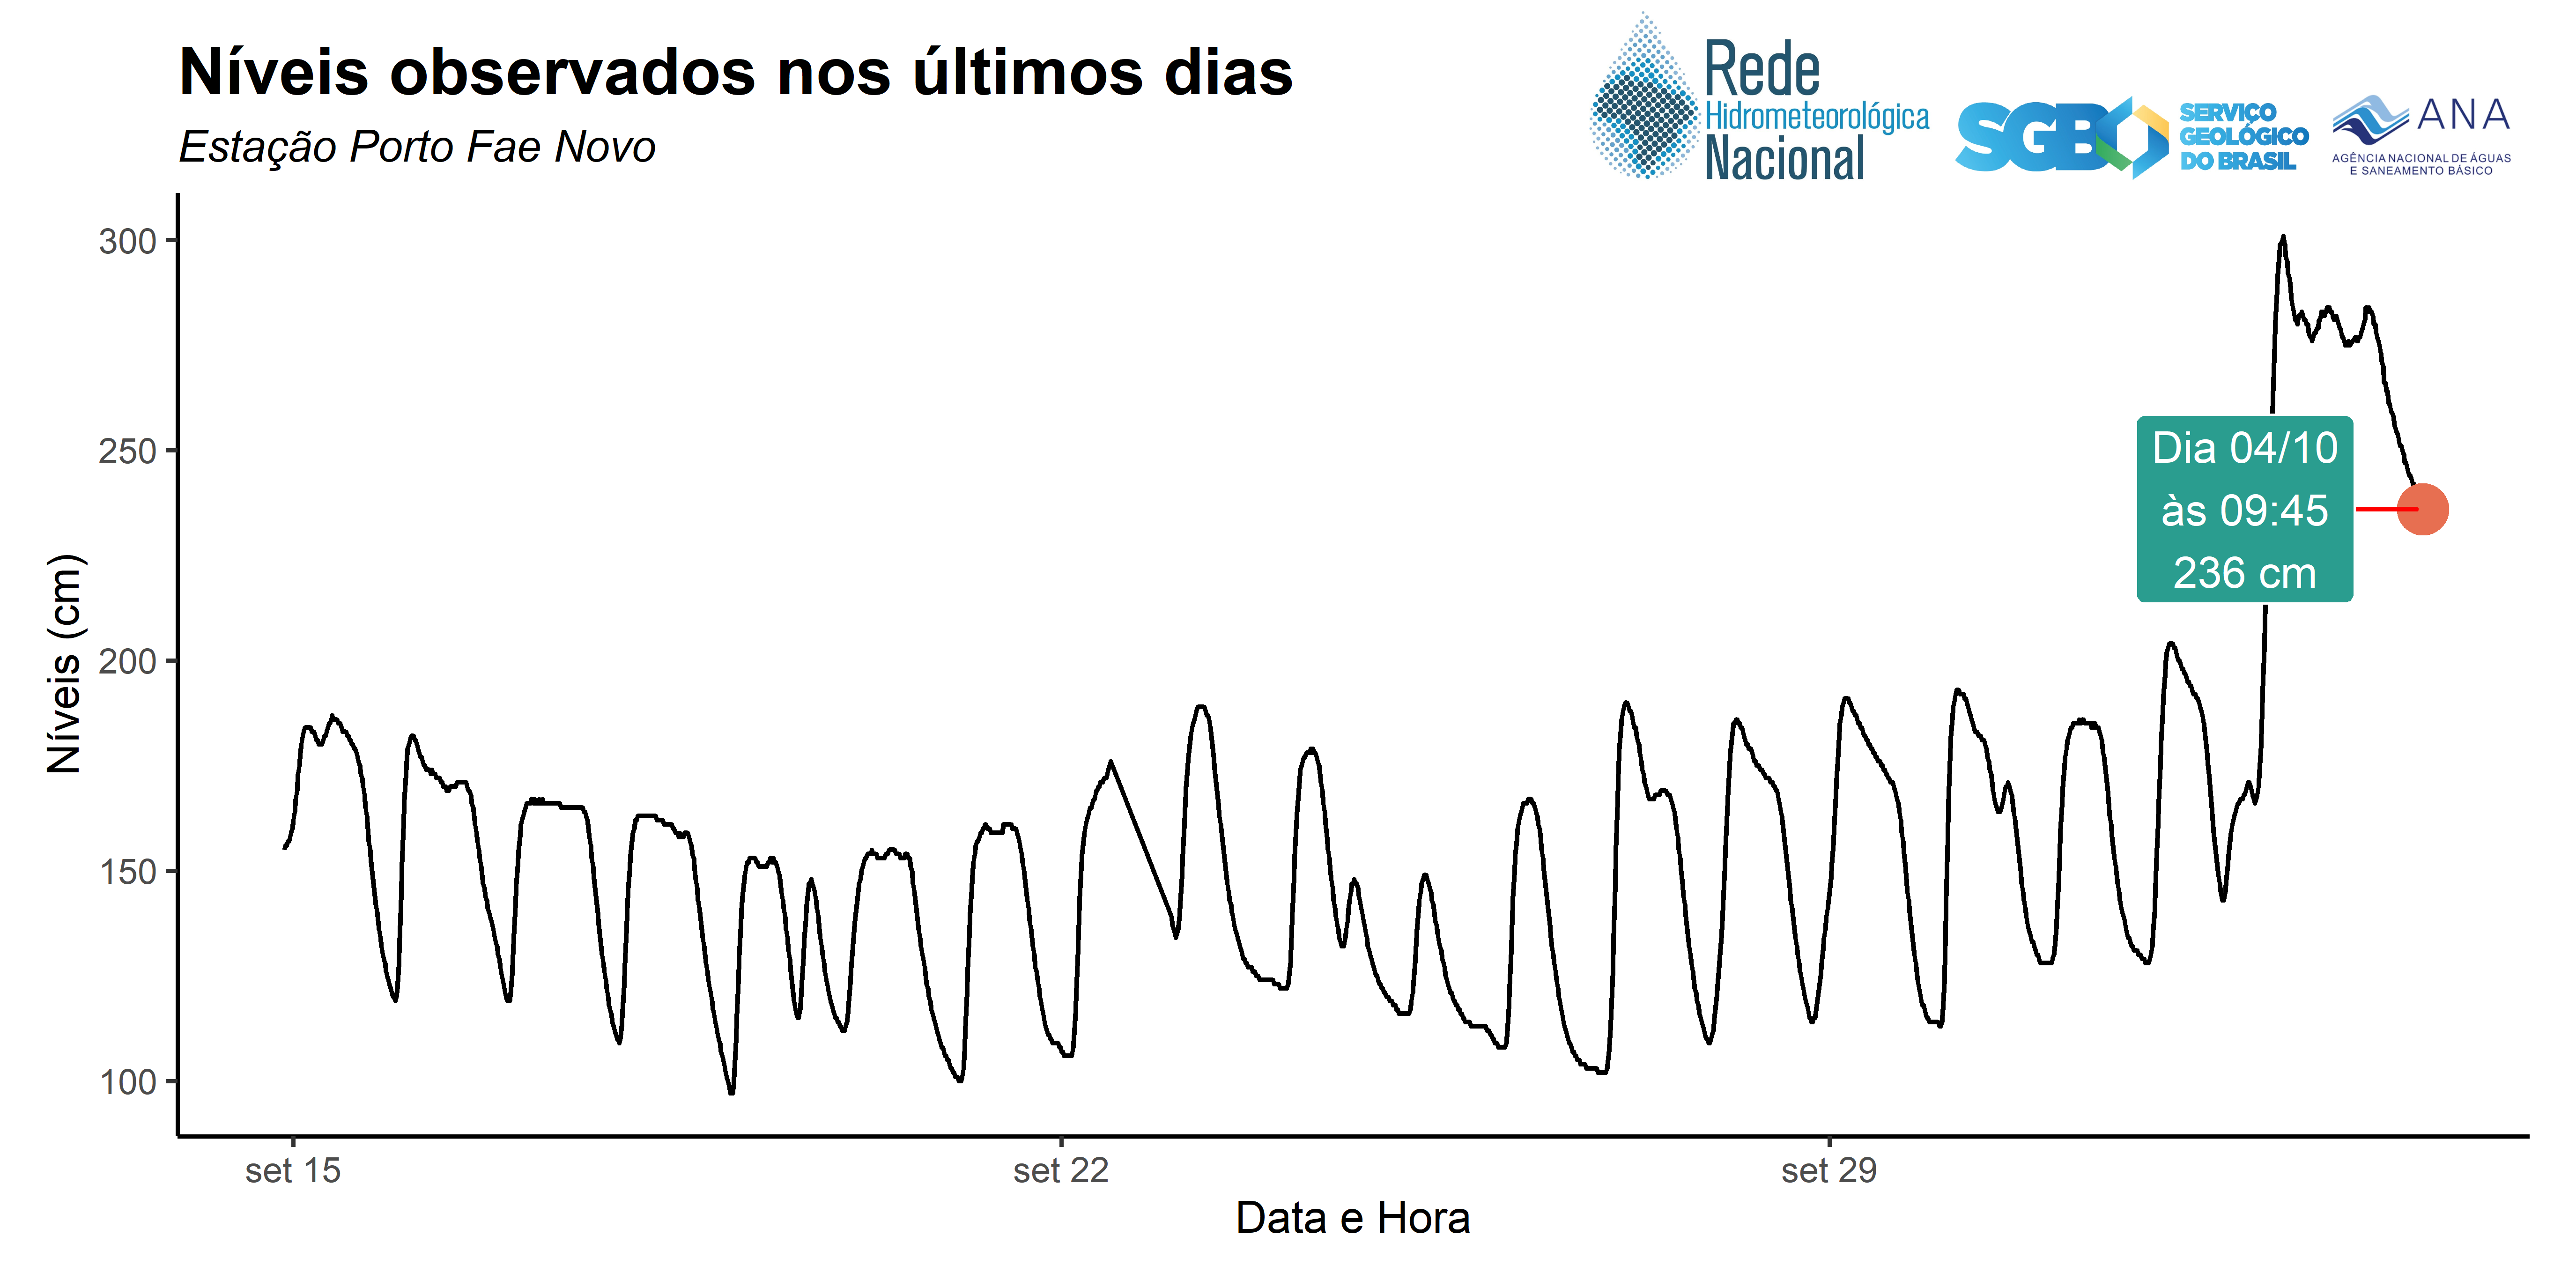 Níveis observados nos últimos dias
Estação Porto Fae Novo
Rede
Hidrometeorológica
Nacional
SGB
SERVIÇO
GEOLÓGICO
DO BRASIL
ANA
AGÊNCIA NACIONAL DE ÁGUAS
E SANEAMENTO BÁSICO
Níveis (cm)
300
250
200
150
100
Dia 04/10
às 09:45
236 cm
set 15
set 22
set 29
Data e Hora